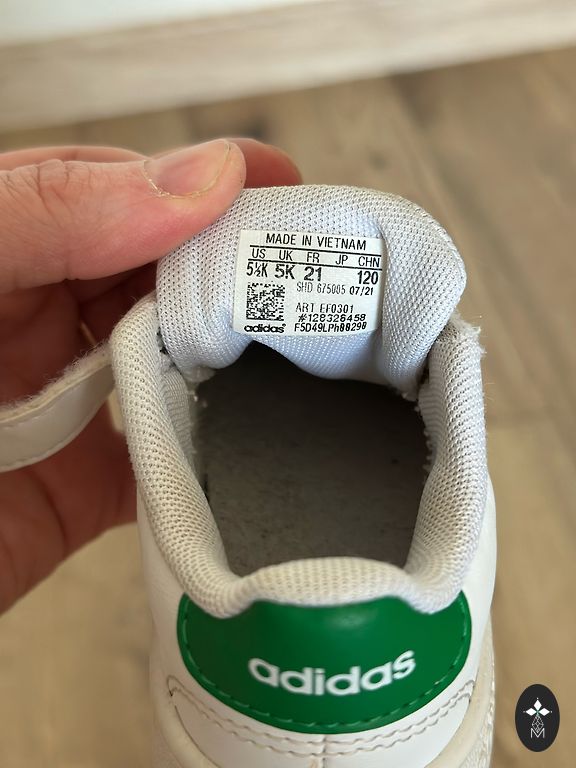 MADE IN VIETNAM
US UK FR JP CHN
5½K 5K 21 120
SHD 675005 07/21
ART EF0301
#128326458
adidas® F5D49LPh88290
adidas
M